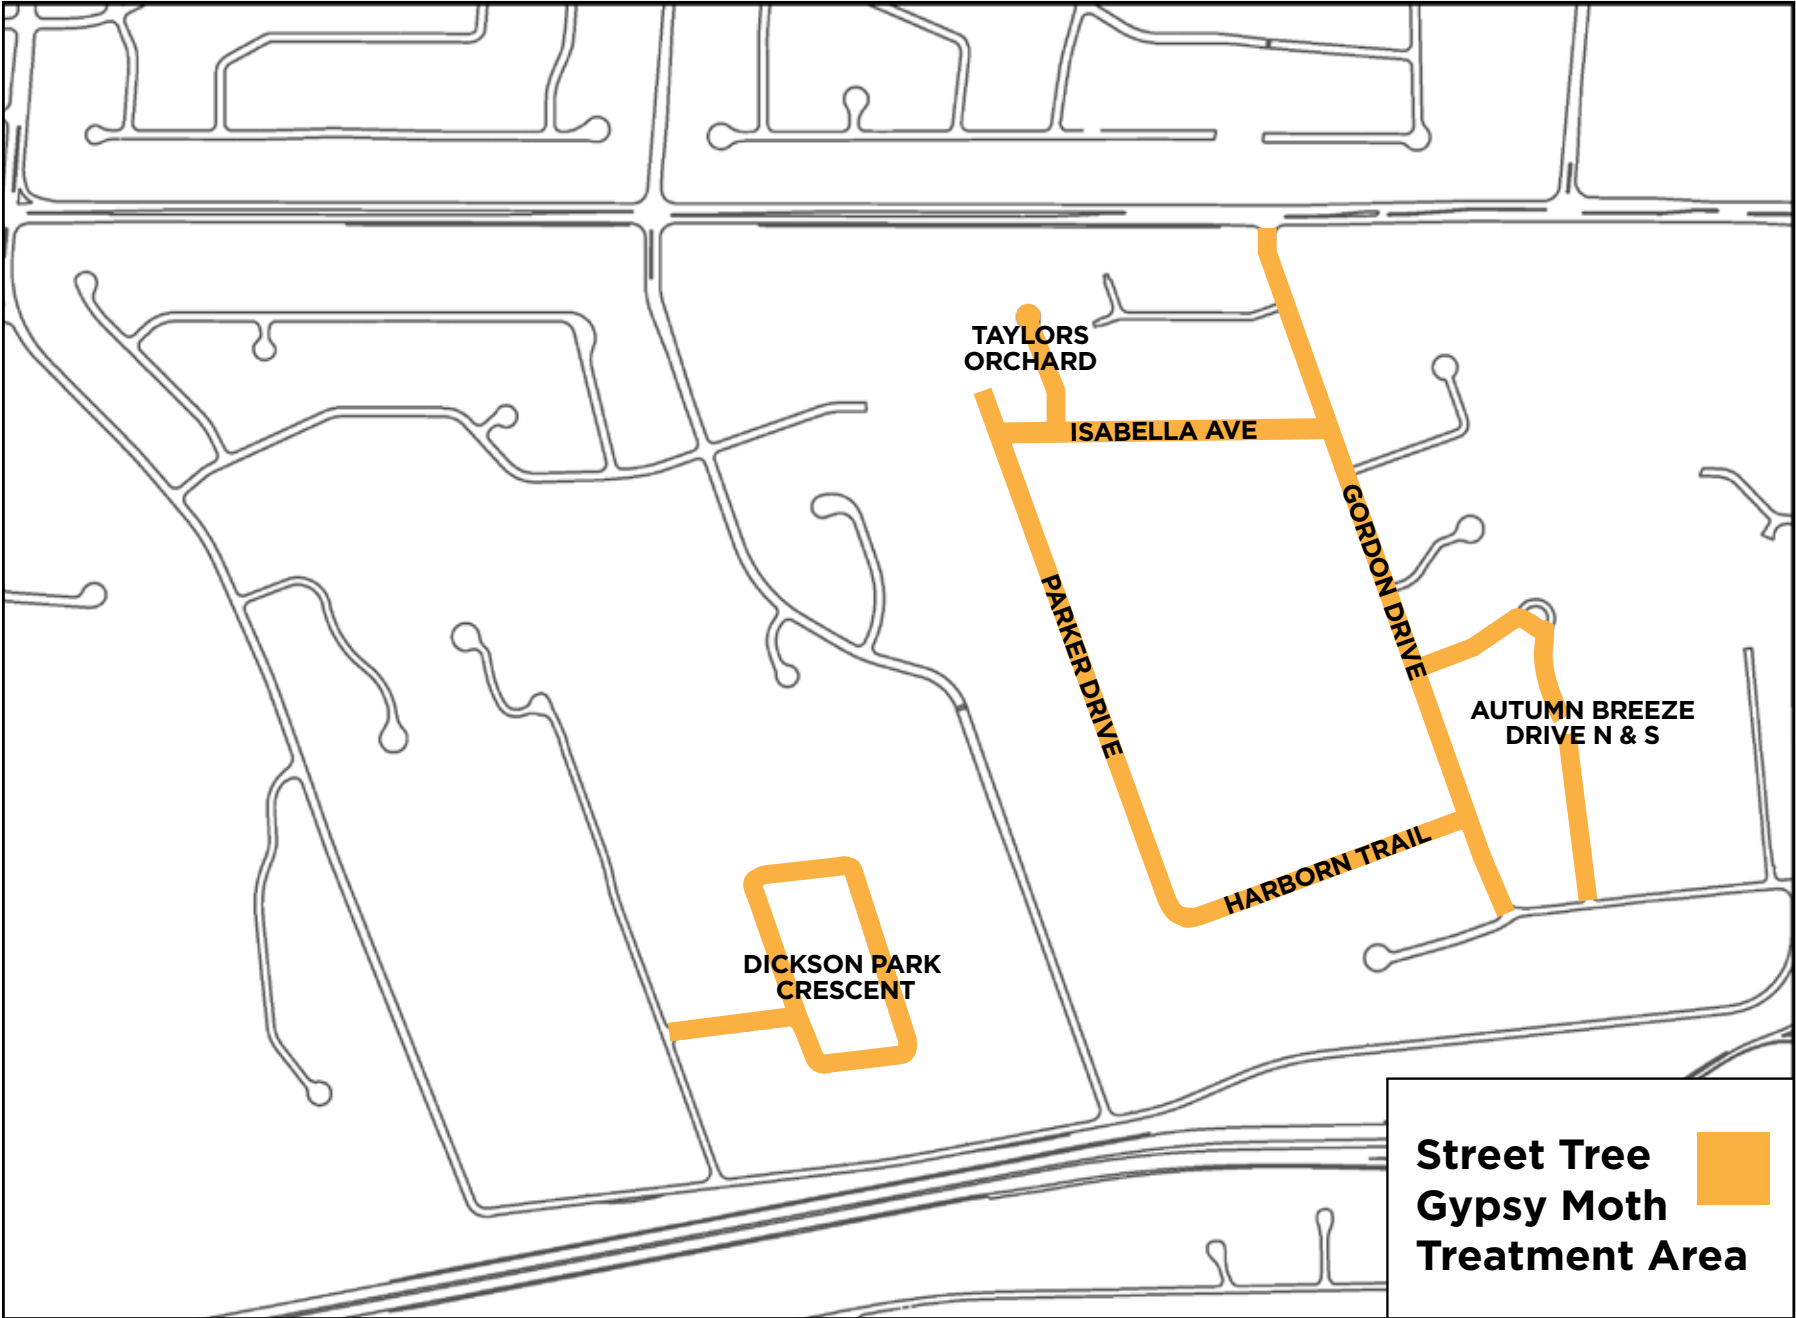 TAYLORS
ORCHARD
ISABELLA AVE
GORDON DRIVE
PARKER DRIVE
AUTUMN BREEZE
DRIVE N & S
HARBORN TRAIL
DICKSON PARK
CRESCENT
Street Tree
Gypsy Moth
Treatment Area